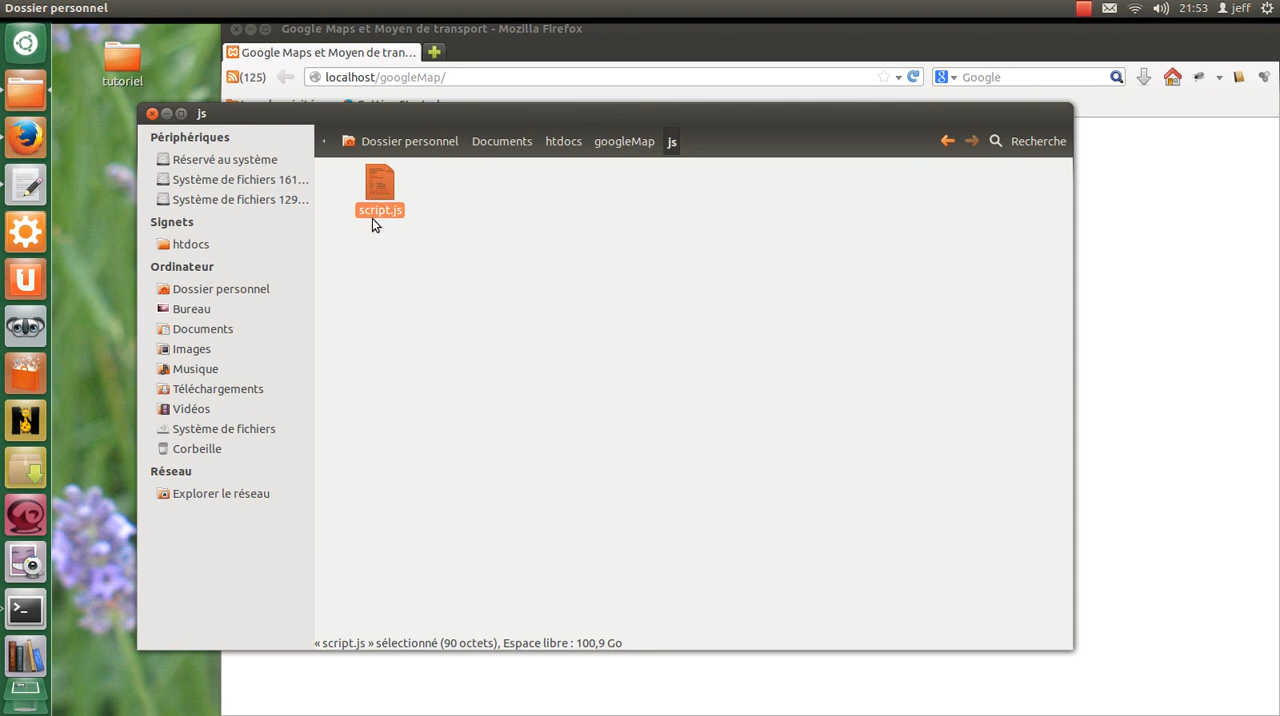 Dossier personnel
21:53
jeff
Google Maps et Moyen de transport - Mozilla Firefox
tutoriel
Google Maps et Moyen de tran...
(125)
localhost/googleMap/
Google
js
Périphériques
Réservé au système
Système de fichiers 161...
Système de fichiers 129...
Signets
htdocs
Ordinateur
Dossier personnel
Bureau
Documents
Images
Musique
Téléchargements
Vidéos
Système de fichiers
Corbeille
Réseau
Explorer le réseau
Dossier personnel
Documents
htdocs
googleMap
js
Recherche
script.js
« script.js » sélectionné (90 octets), Espace libre : 100,9 Go